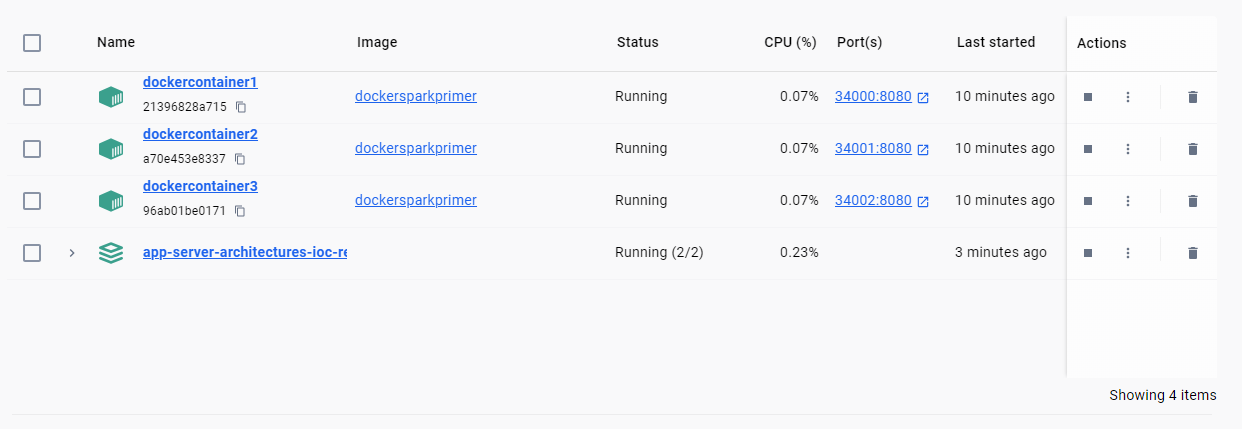 Name Image Status CPU (%) Port(s) Last started Actions
dockercontainer1
21396828a715
dockersparkprimer Running 0.07% 34000:8080 10 minutes ago
dockercontainer2
a70e453e8337
dockersparkprimer Running 0.07% 34001:8080 10 minutes ago
dockercontainer3
96ab01be0171
dockersparkprimer Running 0.07% 34002:8080 10 minutes ago
app-server-architectures-ioc-re Running (2/2) 0.23% 3 minutes ago
Showing 4 items